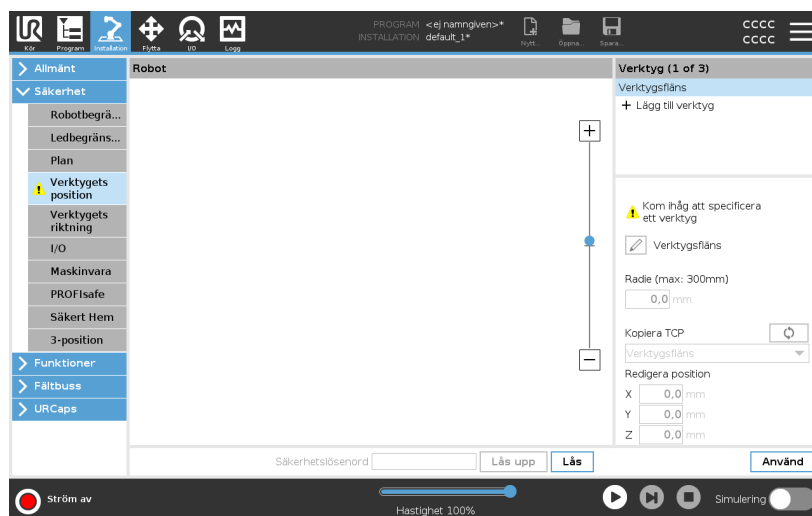 PROGRAM <ej namngiven>*
INSTALLATION default_1*
CCCC
CCCC
Kör
Program
Installation
Flytta
I/O
Logg
Nytt...
Öppna...
Spara...
Allmänt
Säkerhet
Robotbegrä...
Ledbegräns...
Plan
Verktygets
position
Verktygets
riktning
I/O
Maskinvara
PROFIsafe
Säkert Hem
3-position
Funktioner
Fältbuss
URCaps
Robot
Säkerhetslösenord
Lås upp
Lås
Verktyg (1 of 3)
Verktygsfläns
Lägg till verktyg
Kom ihåg att specificera
ett verktyg
Verktygsfläns
Radie (max: 300mm)
0,0 mm
Kopiera TCP
Verktygsfläns
Redigera position
X 0,0 mm
Y 0,0 mm
Z 0,0 mm
Använd
Ström av
Hastighet 100%
Simulering